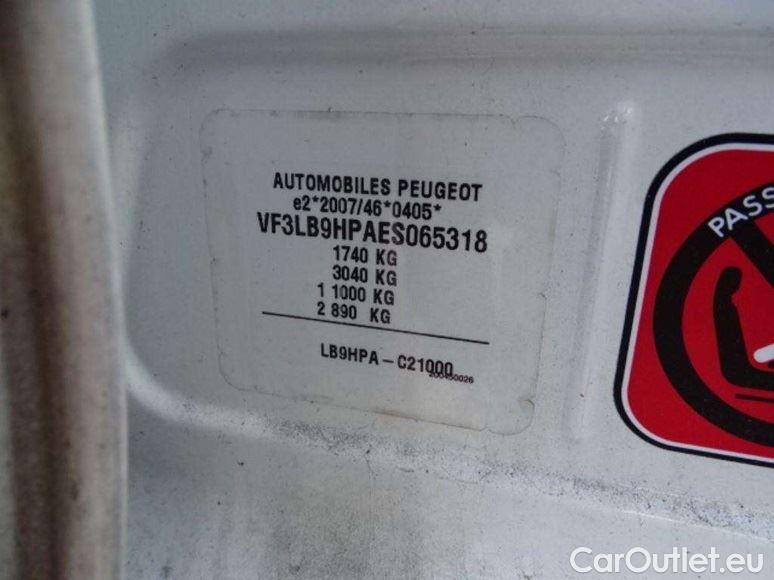 AUTOMOBILES PEUGEOT
e2*2007/46*0405*
VF3LB9HPAES065318
1740 KG
3040 KG
1 1000 KG
2 890 KG
LB9HPA-C21000
200450026
PASS
CarOutlet.eu